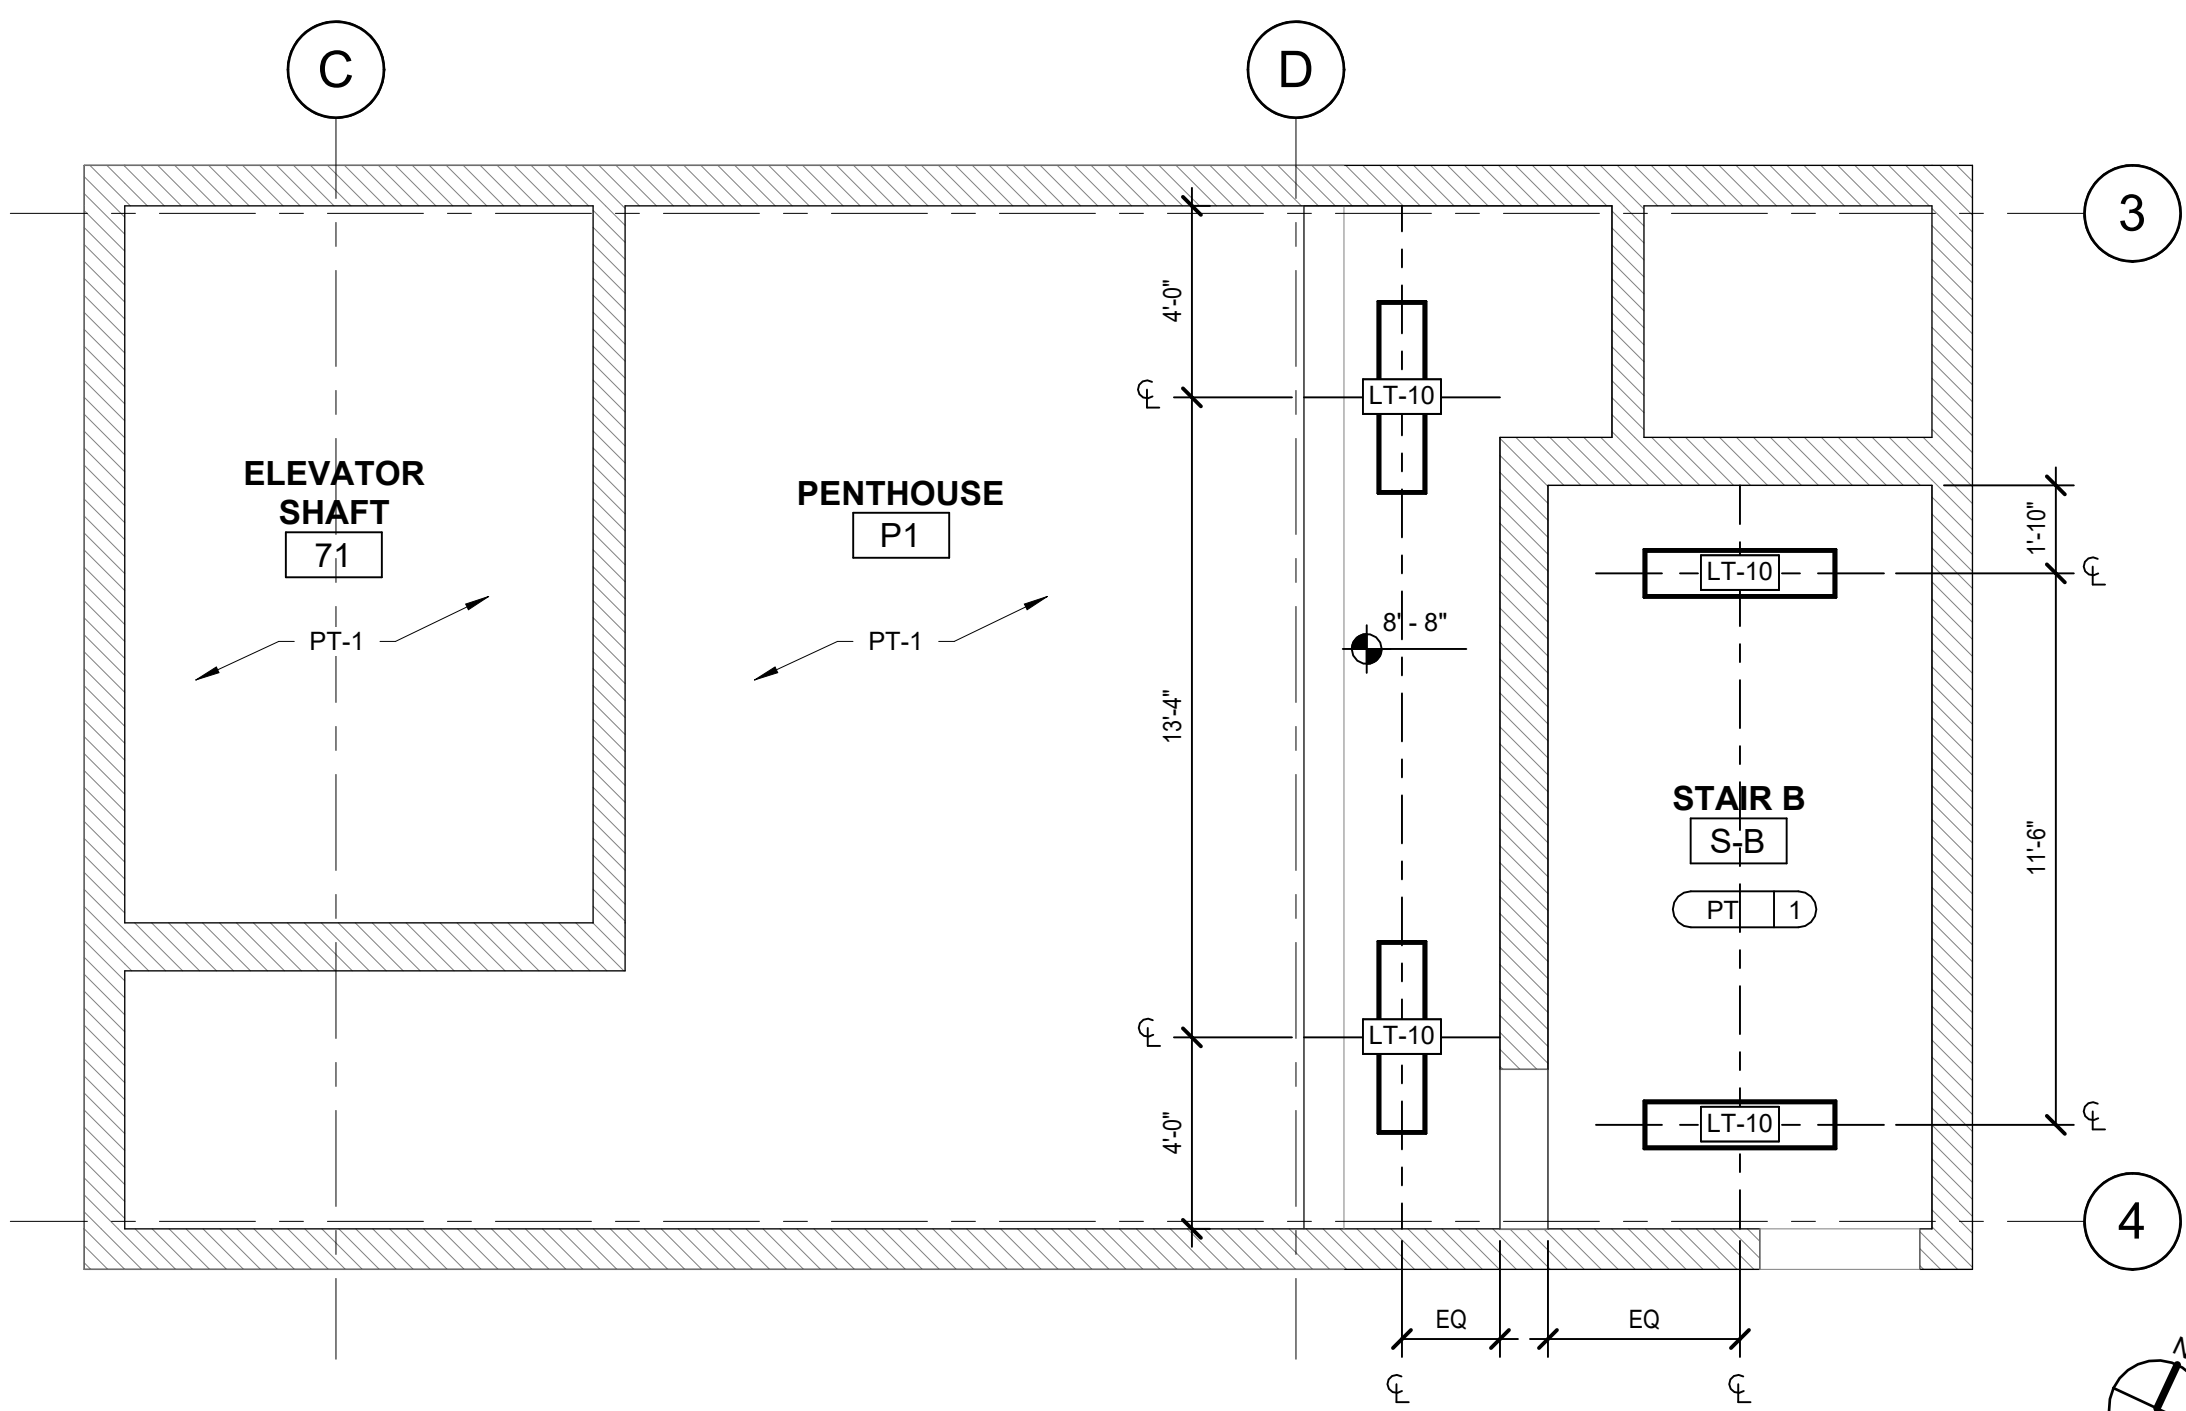 C
D
3
4'-0"
℄
LT-10
ELEVATOR
SHAFT
71
PENTHOUSE
P1
1'-10"
LT-10
℄
PT-1
PT-1
8' - 8"
13'-4"
STAIR B
S-B
11'-6"
PT 1
℄
LT-10
4'-0"
LT-10
℄
4
EQ
EQ
℄
℄